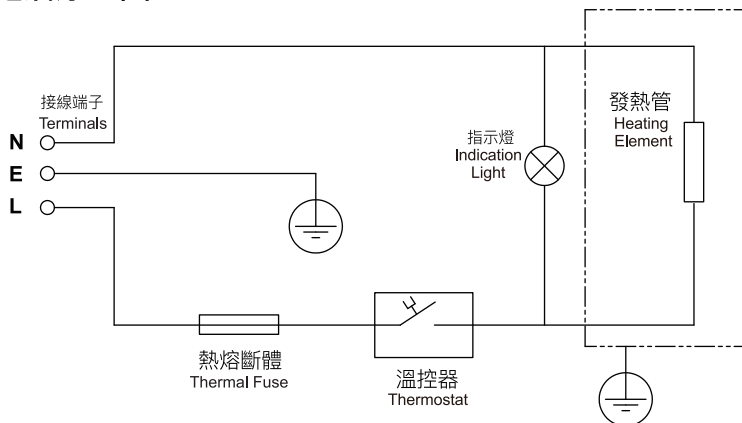 接線端子
Terminals
N
E
L
指示燈
Indication
Light
發熱管
Heating
Element
熱熔斷體
Thermal Fuse
溫控器
Thermostat